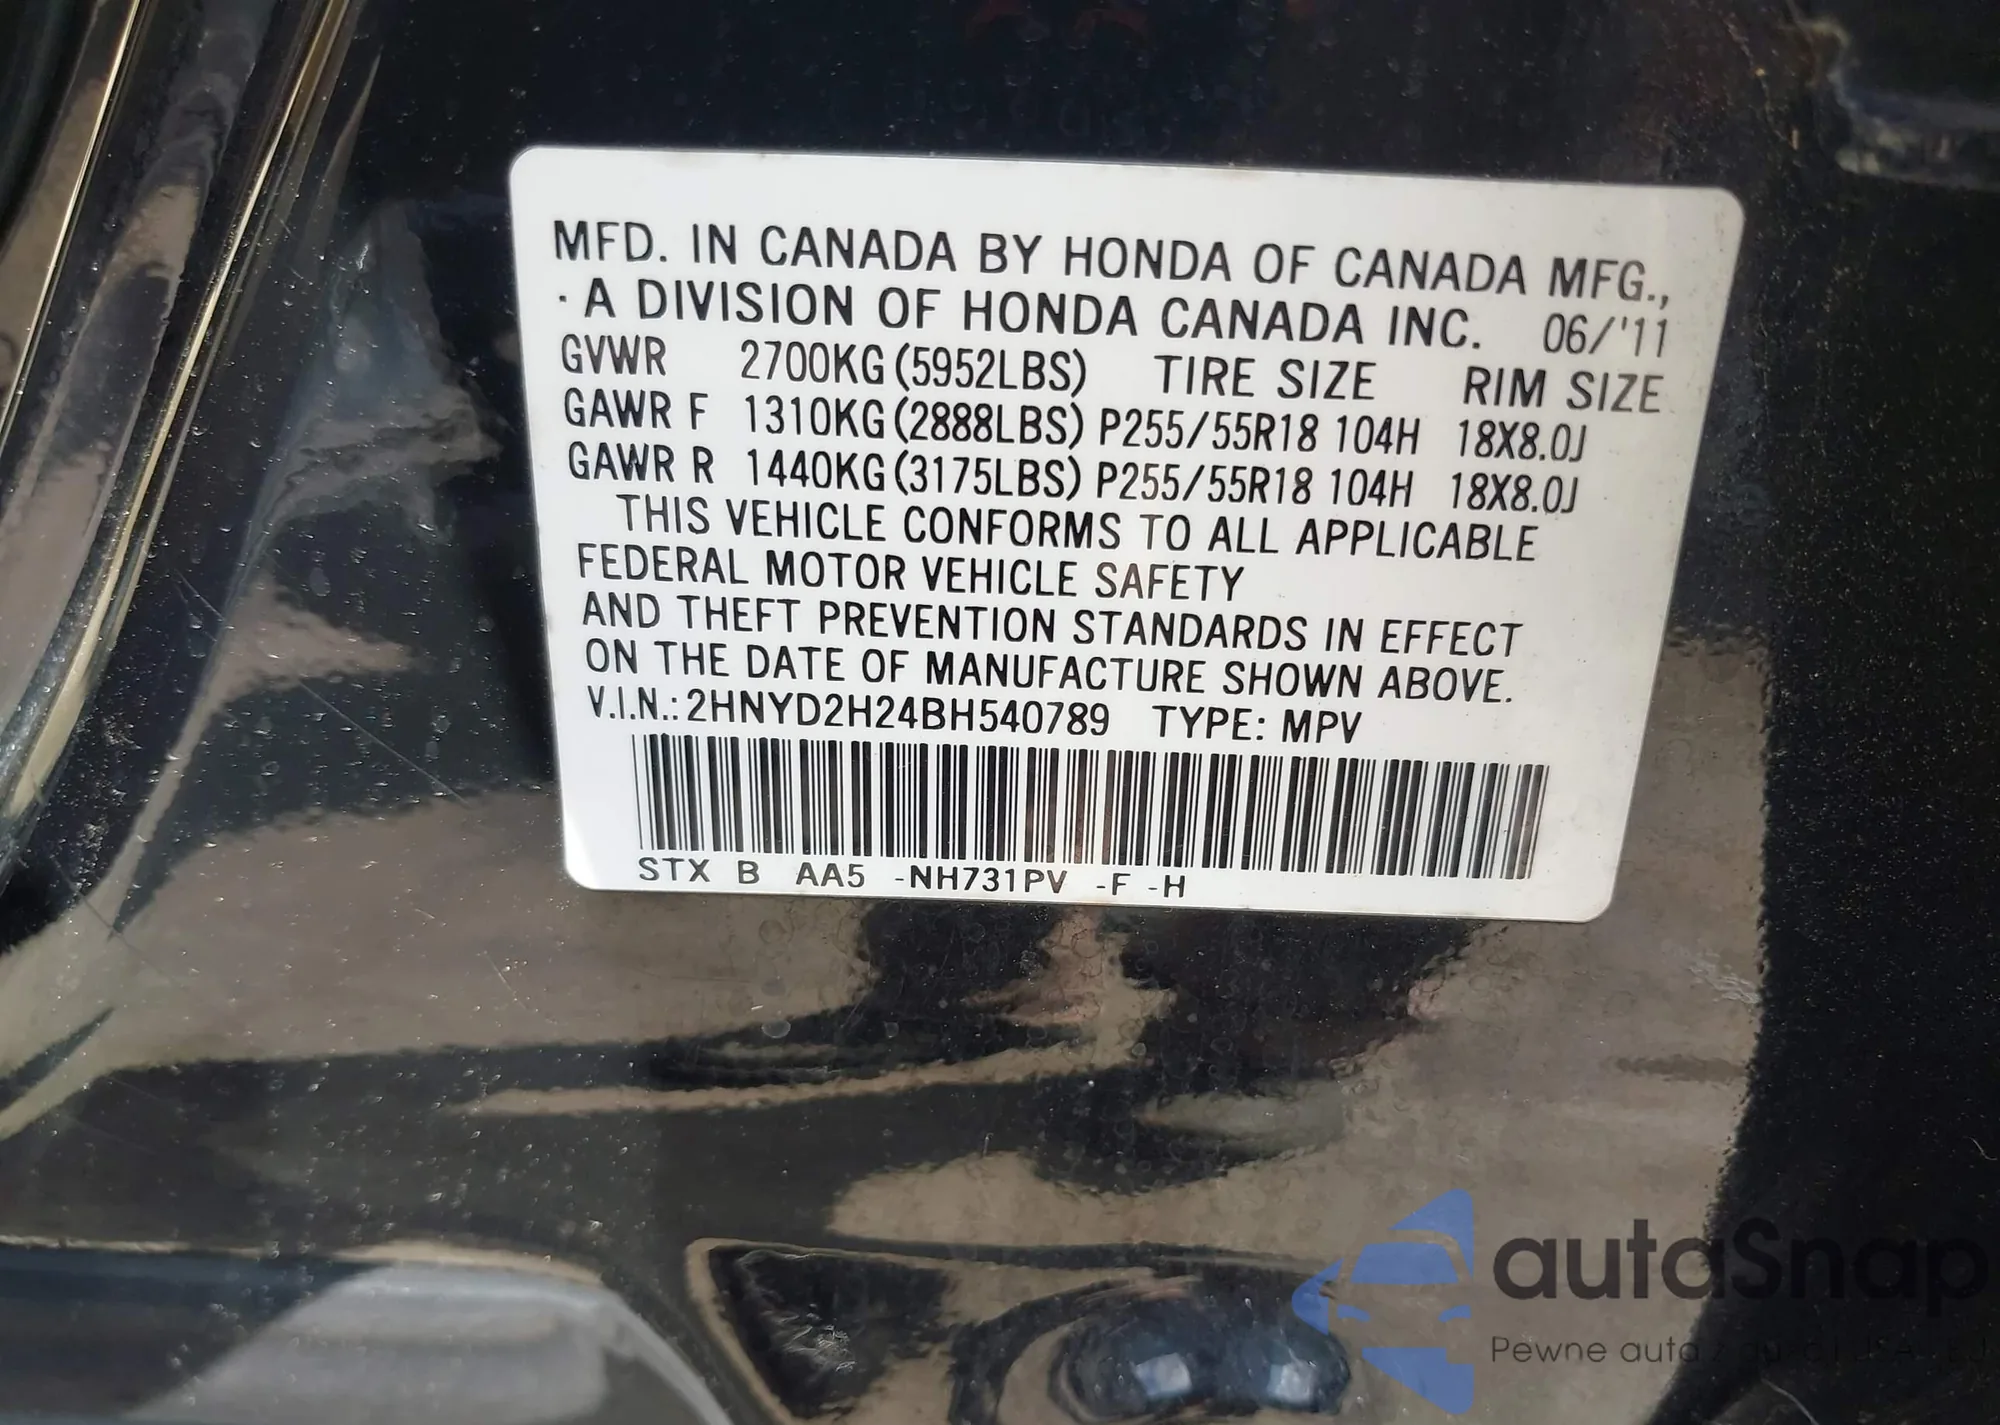 MFD. IN CANADA BY HONDA OF CANADA MFG.,
· A DIVISION OF HONDA CANADA INC. 06/'11
GVWR 2700KG (5952LBS) TIRE SIZE RIM SIZE
GAWR F 1310KG (2888LBS) P255/55R18 104H 18X8.0J
GAWR R 1440KG (3175LBS) P255/55R18 104H 18X8.0J
THIS VEHICLE CONFORMS TO ALL APPLICABLE
FEDERAL MOTOR VEHICLE SAFETY
AND THEFT PREVENTION STANDARDS IN EFFECT
ON THE DATE OF MANUFACTURE SHOWN ABOVE.
V.I.N.: 2HNYD2H24BH540789 TYPE: MPV
STX B AA5 -NH731PV -F -H
autoSnap
Pewne auta